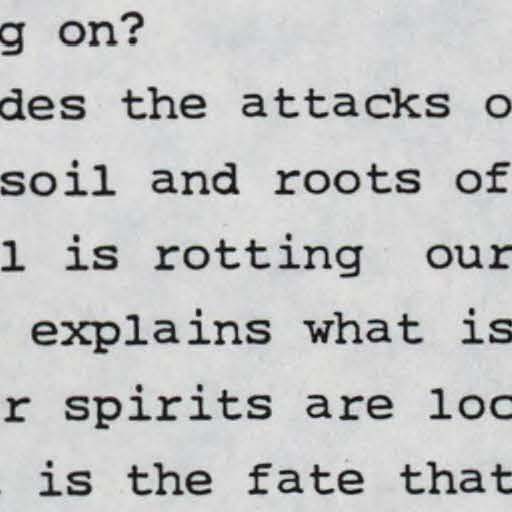 g on?
des the attacks o
soil and roots of
l is rotting  our
explains what is
r spirits are loc
. is the fate that